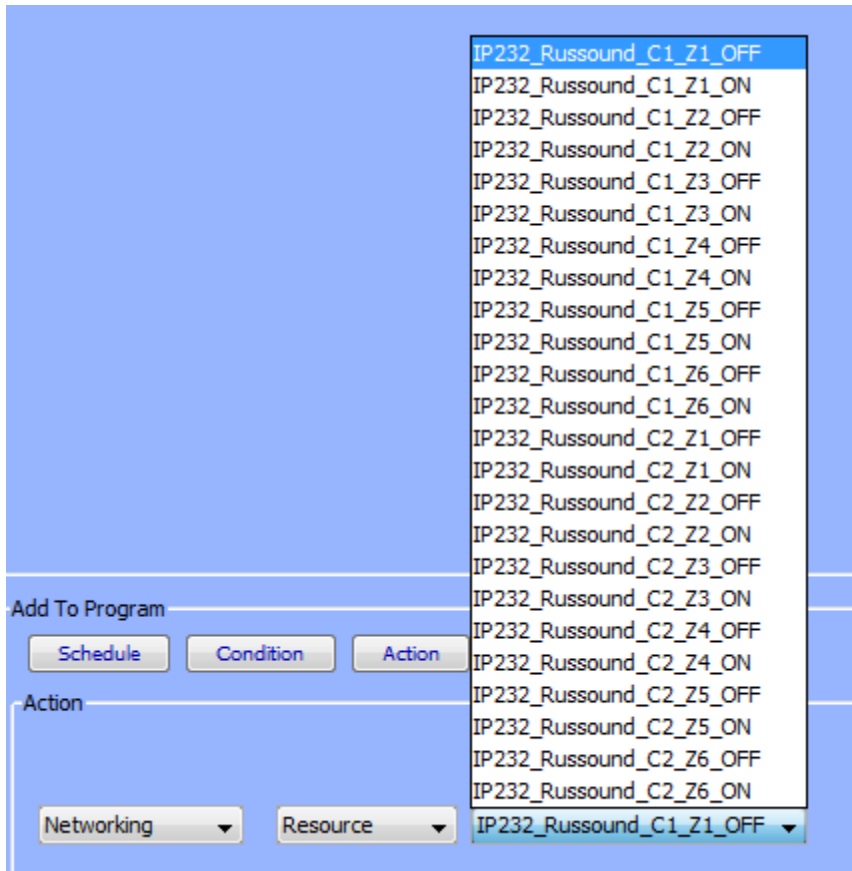 IP232_Russound_C1_Z1_OFF
IP232_Russound_C1_Z1_ON
IP232_Russound_C1_Z2_OFF
IP232_Russound_C1_Z2_ON
IP232_Russound_C1_Z3_OFF
IP232_Russound_C1_Z3_ON
IP232_Russound_C1_Z4_OFF
IP232_Russound_C1_Z4_ON
IP232_Russound_C1_Z5_OFF
IP232_Russound_C1_Z5_ON
IP232_Russound_C1_Z6_OFF
IP232_Russound_C1_Z6_ON
IP232_Russound_C2_Z1_OFF
IP232_Russound_C2_Z1_ON
IP232_Russound_C2_Z2_OFF
IP232_Russound_C2_Z2_ON
IP232_Russound_C2_Z3_OFF
IP232_Russound_C2_Z3_ON
IP232_Russound_C2_Z4_OFF
IP232_Russound_C2_Z4_ON
IP232_Russound_C2_Z5_OFF
IP232_Russound_C2_Z5_ON
IP232_Russound_C2_Z6_OFF
IP232_Russound_C2_Z6_ON
Add To Program
Schedule Condition Action
Action
Networking Resource IP232_Russound_C1_Z1_OFF